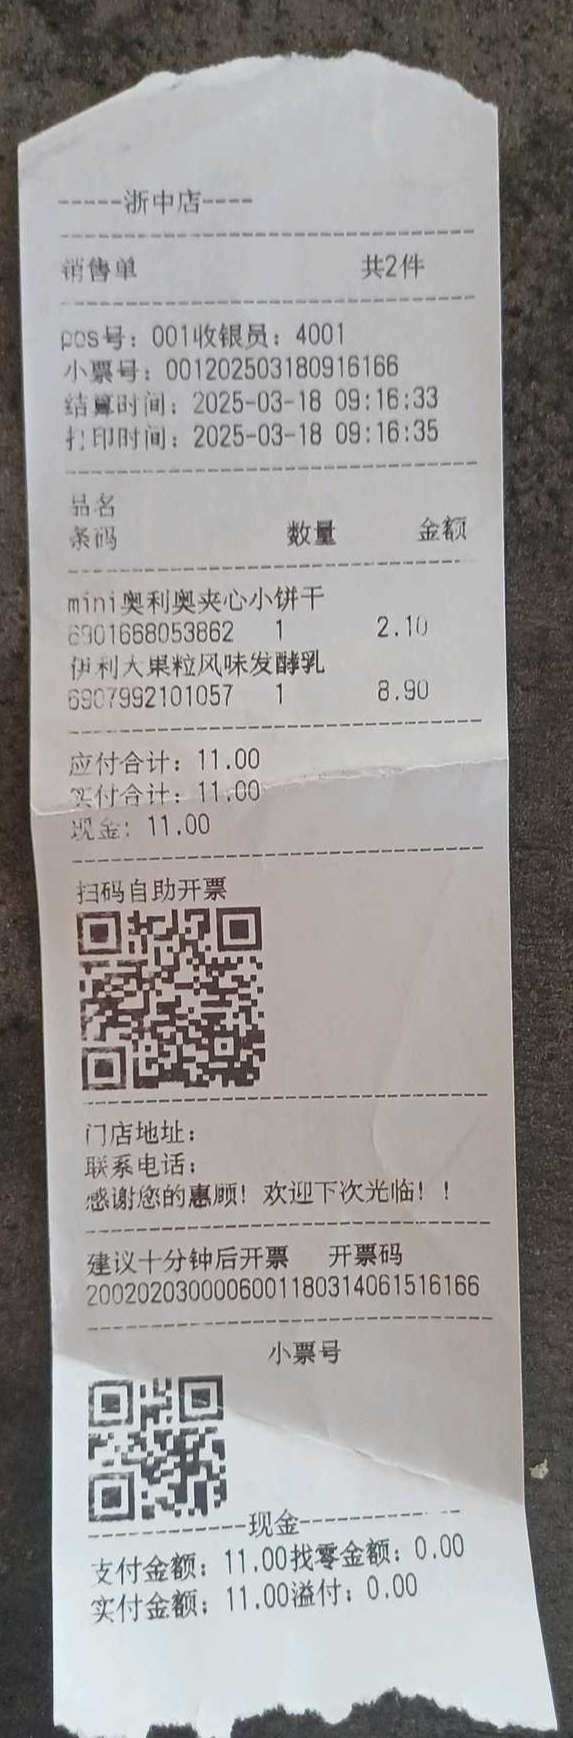 -----浙中店----
销售单 共2件
pos号：001收银员：4001
小票号：001202503180916166
结算时间：2025-03-18 09:16:33
打印时间：2025-03-18 09:16:35
品名
条码 数量 金额
mini奥利奥夹心小饼干
6901668053862 1 2.10
伊利大果粒风味发酵乳
6907992101057 1 8.90
应付合计：11.00
实付合计：11.00
现金：11.00
扫码自助开票
门店地址：
联系电话：
感谢您的惠顾！欢迎下次光临！！
建议十分钟后开票 开票码
20020203000060011803140615161​66
小票号
----------现金----------
支付金额：11.00找零金额：0.00
实付金额：11.00溢付：0.00